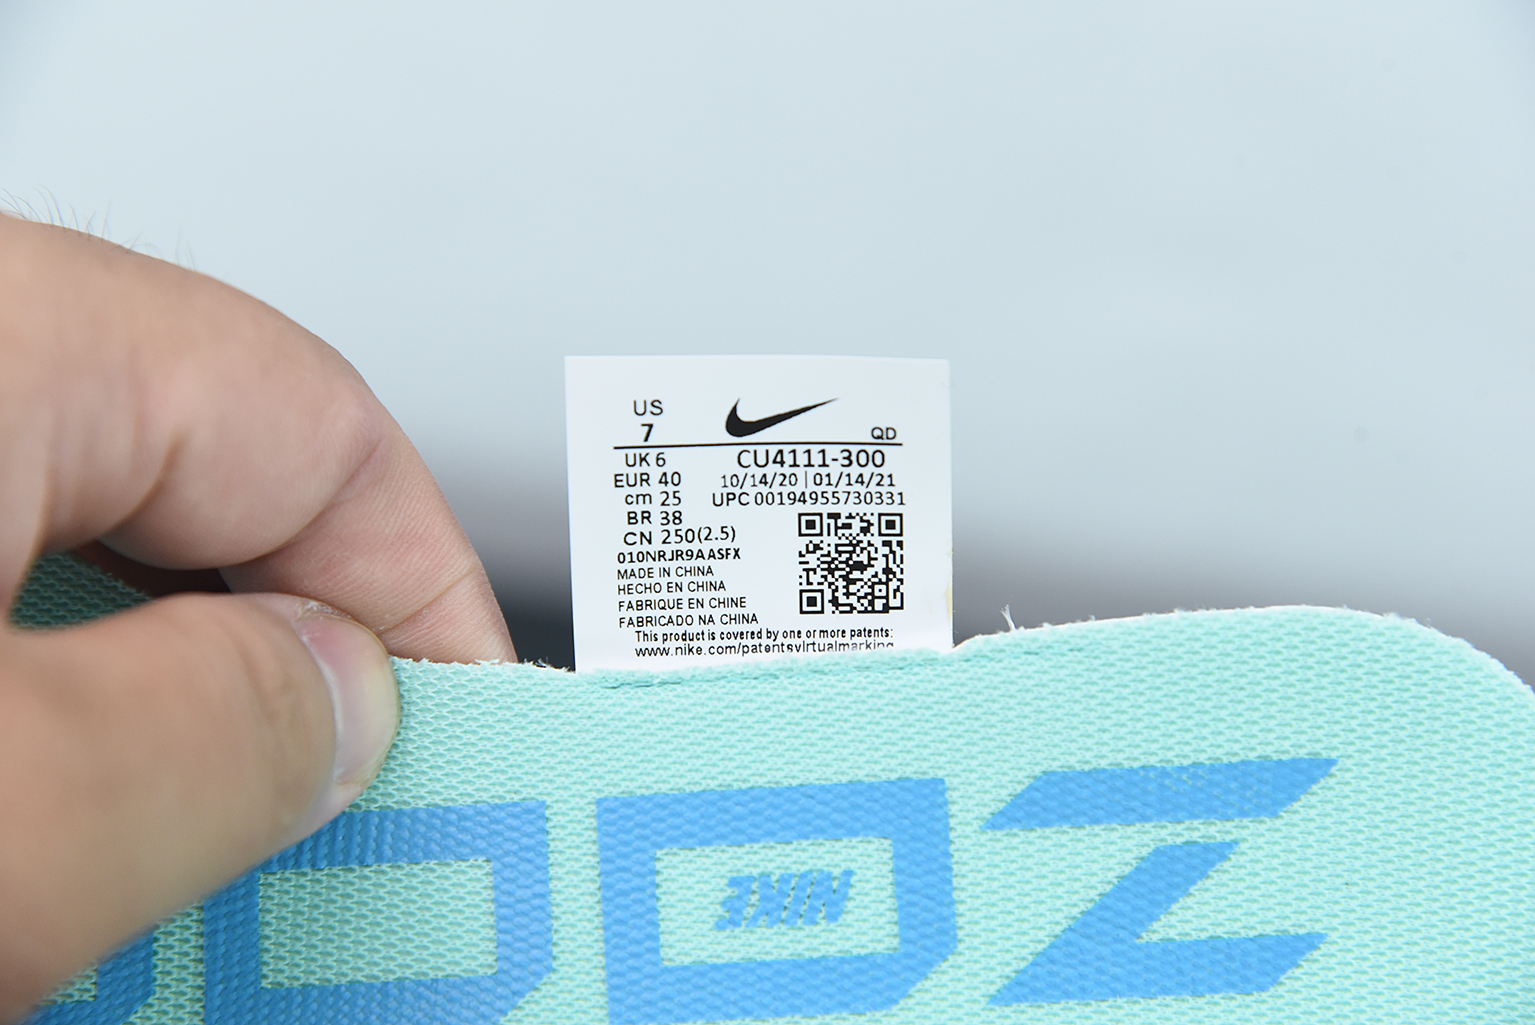 US
7
QD
UK 6
CU4111-300
EUR 40
10/14/20 | 01/14/21
cm 25
UPC 00194955730331
BR 38
CN 250(2.5)
010NRJR9AASFX
MADE IN CHINA
HECHO EN CHINA
FABRIQUE EN CHINE
FABRICADO NA CHINA
This product is covered by one or more patents:
www.nike.com/patentsvlrtualmarking
NIKE